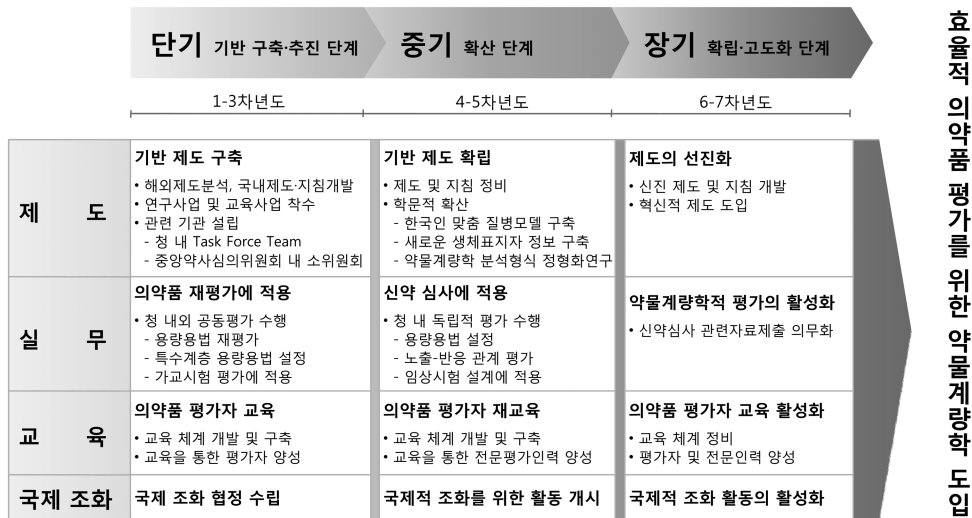 단기 기반 구축·추진 단계
중기 확산 단계
장기 확립·고도화 단계
1-3차년도
4-5차년도
6-7차년도
제 도
기반 제도 구축
• 해외제도분석, 국내제도·지침개발
• 연구사업 및 교육사업 착수
• 관련 기관 설립
- 청 내 Task Force Team
- 중앙약사심의위원회 내 소위원회
기반 제도 확립
• 제도 및 지침 정비
• 학문적 확산
- 한국인 맞춤 질병모델 구축
- 새로운 생체표지자 정보 구축
- 약물계량학 분석형식 정형화연구
제도의 선진화
• 신진 제도 및 지침 개발
• 혁신적 제도 도입
실 무
의약품 재평가에 적용
• 청 내외 공동평가 수행
- 용량용법 재평가
- 특수계층 용량용법 설정
- 가교시험 평가에 적용
신약 심사에 적용
• 청 내 독립적 평가 수행
- 용량용법 설정
- 노출-반응 관계 평가
- 임상시험 설계에 적용
약물계량학적 평가의 활성화
• 신약심사 관련자료제출 의무화
교 육
의약품 평가자 교육
• 교육 체계 개발 및 구축
• 교육을 통한 평가자 양성
의약품 평가자 재교육
• 교육 체계 개발 및 구축
• 교육을 통한 전문평가인력 양성
의약품 평가자 교육 활성화
• 교육 체계 정비
• 평가자 및 전문인력 양성
국제 조화
국제 조화 협정 수립
국제적 조화를 위한 활동 개시
국제적 조화 활동의 활성화
효율적 의약품 평가를 위한 약물계량학 도입